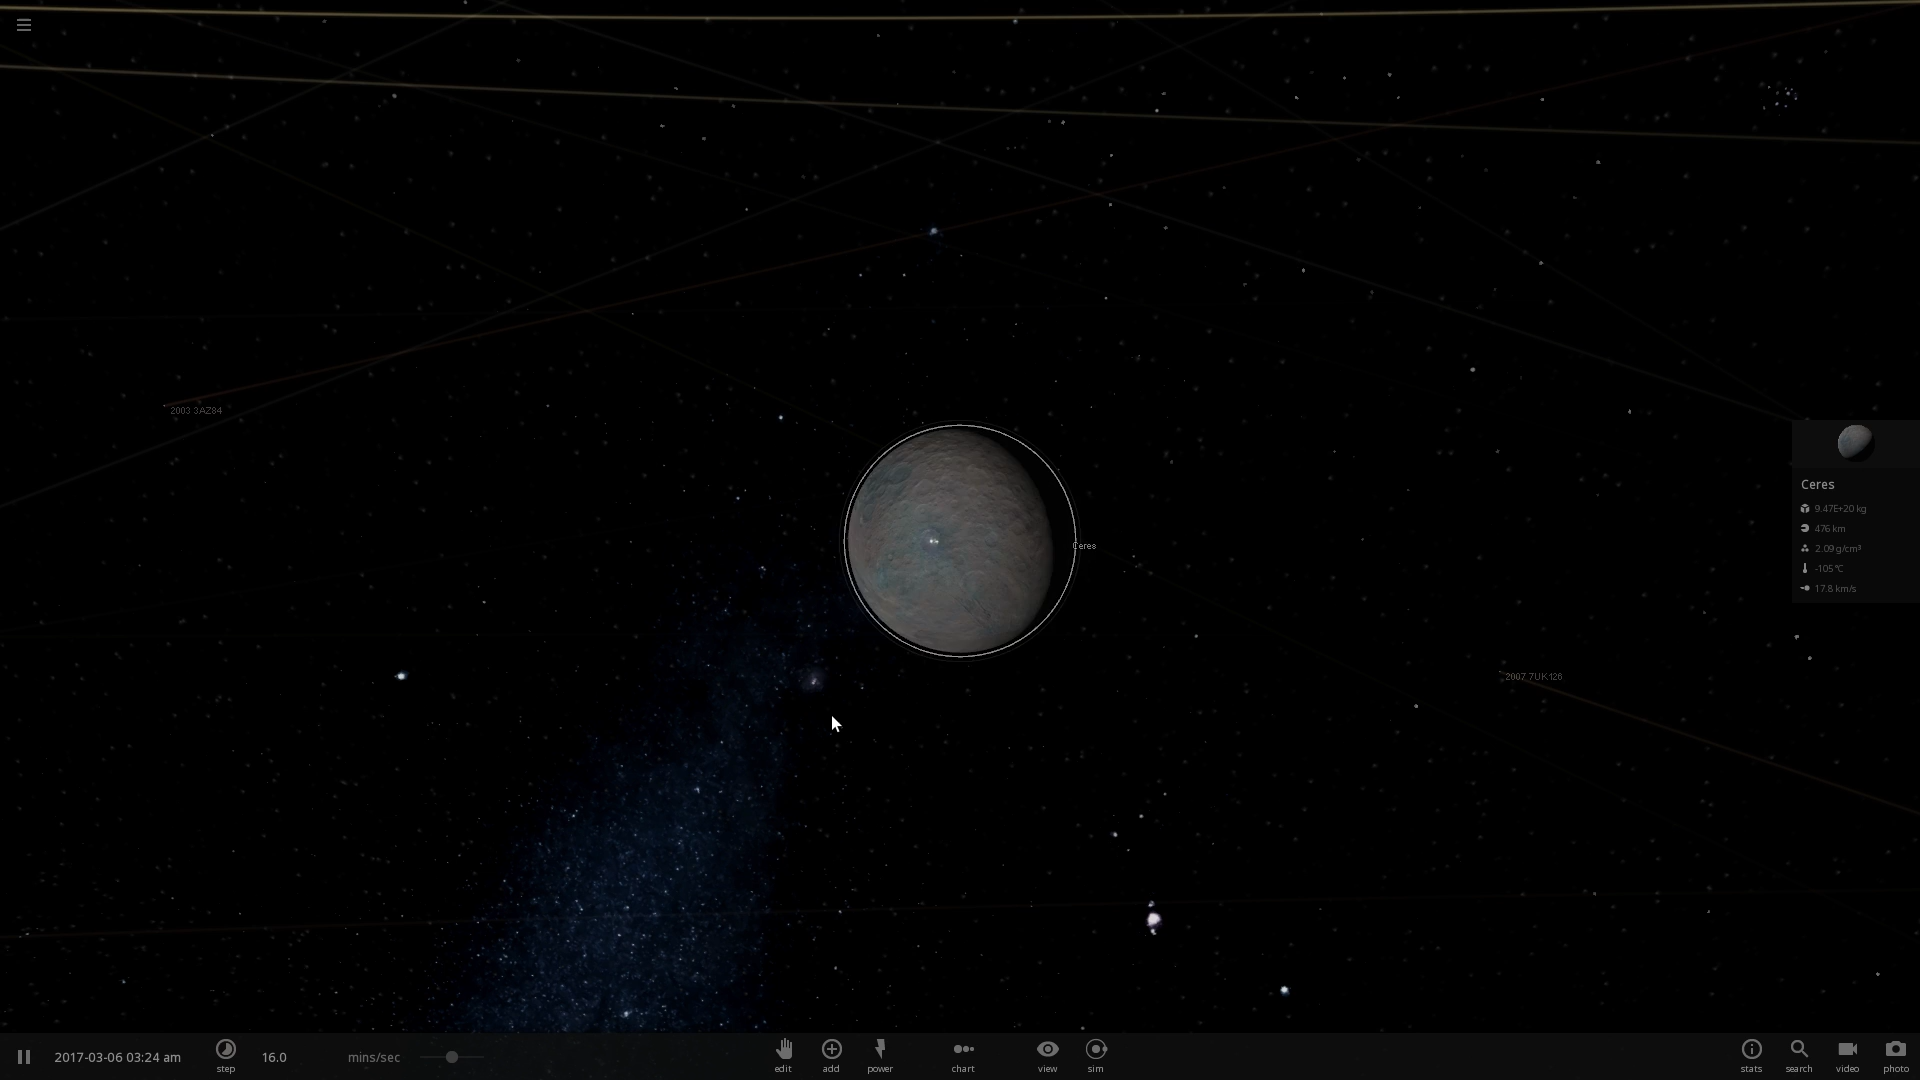 2003 3AZ84
Ceres
Ceres
9.47E+20 kg
476 km
2.09 g/cm³
-105 °C
17.8 km/s
2007 7UK126
2017-03-06 03:24 am
step
16.0
mins/sec
edit
add
power
chart
view
sim
stats
search
video
photo